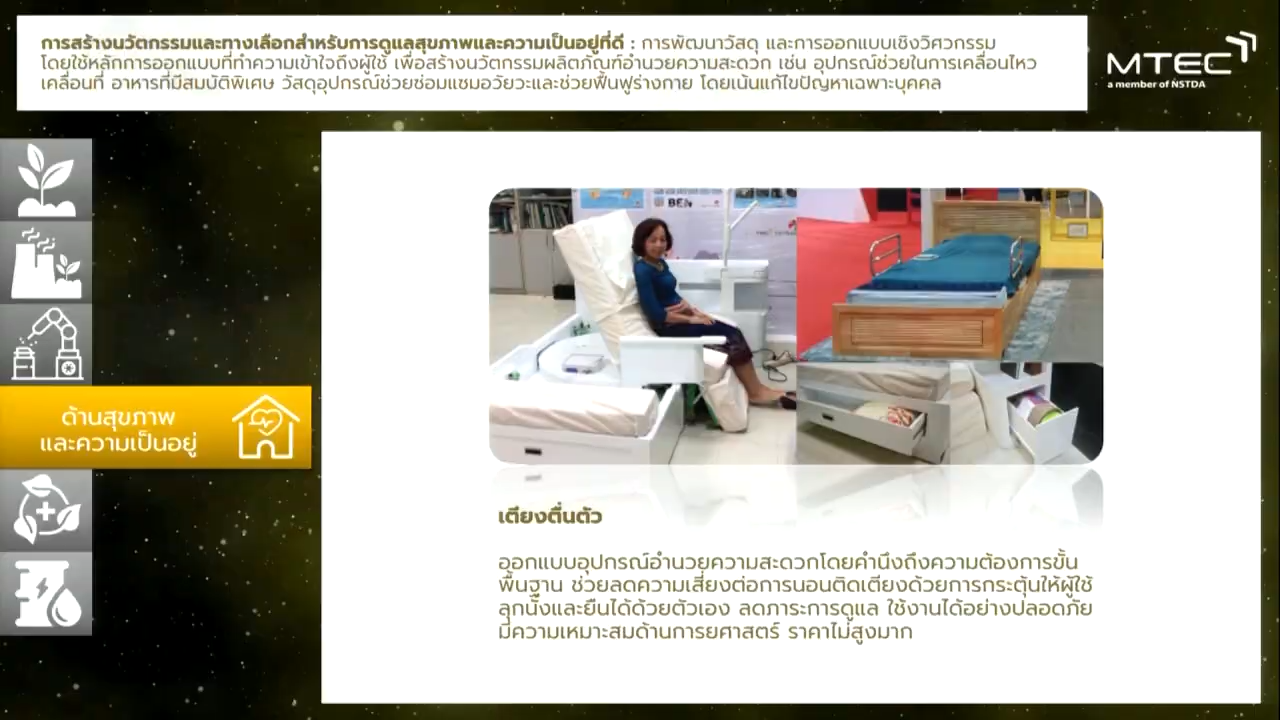 การสร้างนวัตกรรมและทางเลือกสำหรับการดูแลสุขภาพและความเป็นอยู่ที่ดี : การพัฒนาวัสดุ และการออกแบบเชิงวิศวกรรม
โดยใช้หลักการออกแบบที่ทำความเข้าใจถึงผู้ใช้ เพื่อสร้างนวัตกรรมผลิตภัณฑ์อำนวยความสะดวก เช่น อุปกรณ์ช่วยในการเคลื่อนไหว
เคลื่อนที่ อาหารที่มีสมบัติพิเศษ วัสดุอุปกรณ์ช่วยซ่อมแซมอวัยวะและช่วยฟื้นฟูร่างกาย โดยเน้นแก้ไขปัญหาเฉพาะบุคคล
MTEC
a member of NSTDA
BEN
ด้านสุขภาพ
และความเป็นอยู่
เตียงตื่นตัว
ออกแบบอุปกรณ์อำนวยความสะดวกโดยคำนึงถึงความต้องการขั้น
พื้นฐาน ช่วยลดความเสี่ยงต่อการนอนติดเตียงด้วยการกระตุ้นให้ผู้ใช้
ลุกนั่งและยืนได้ด้วยตัวเอง ลดภาระการดูแล ใช้งานได้อย่างปลอดภัย
มีความเหมาะสมด้านการยศาสตร์ ราคาไม่สูงมาก